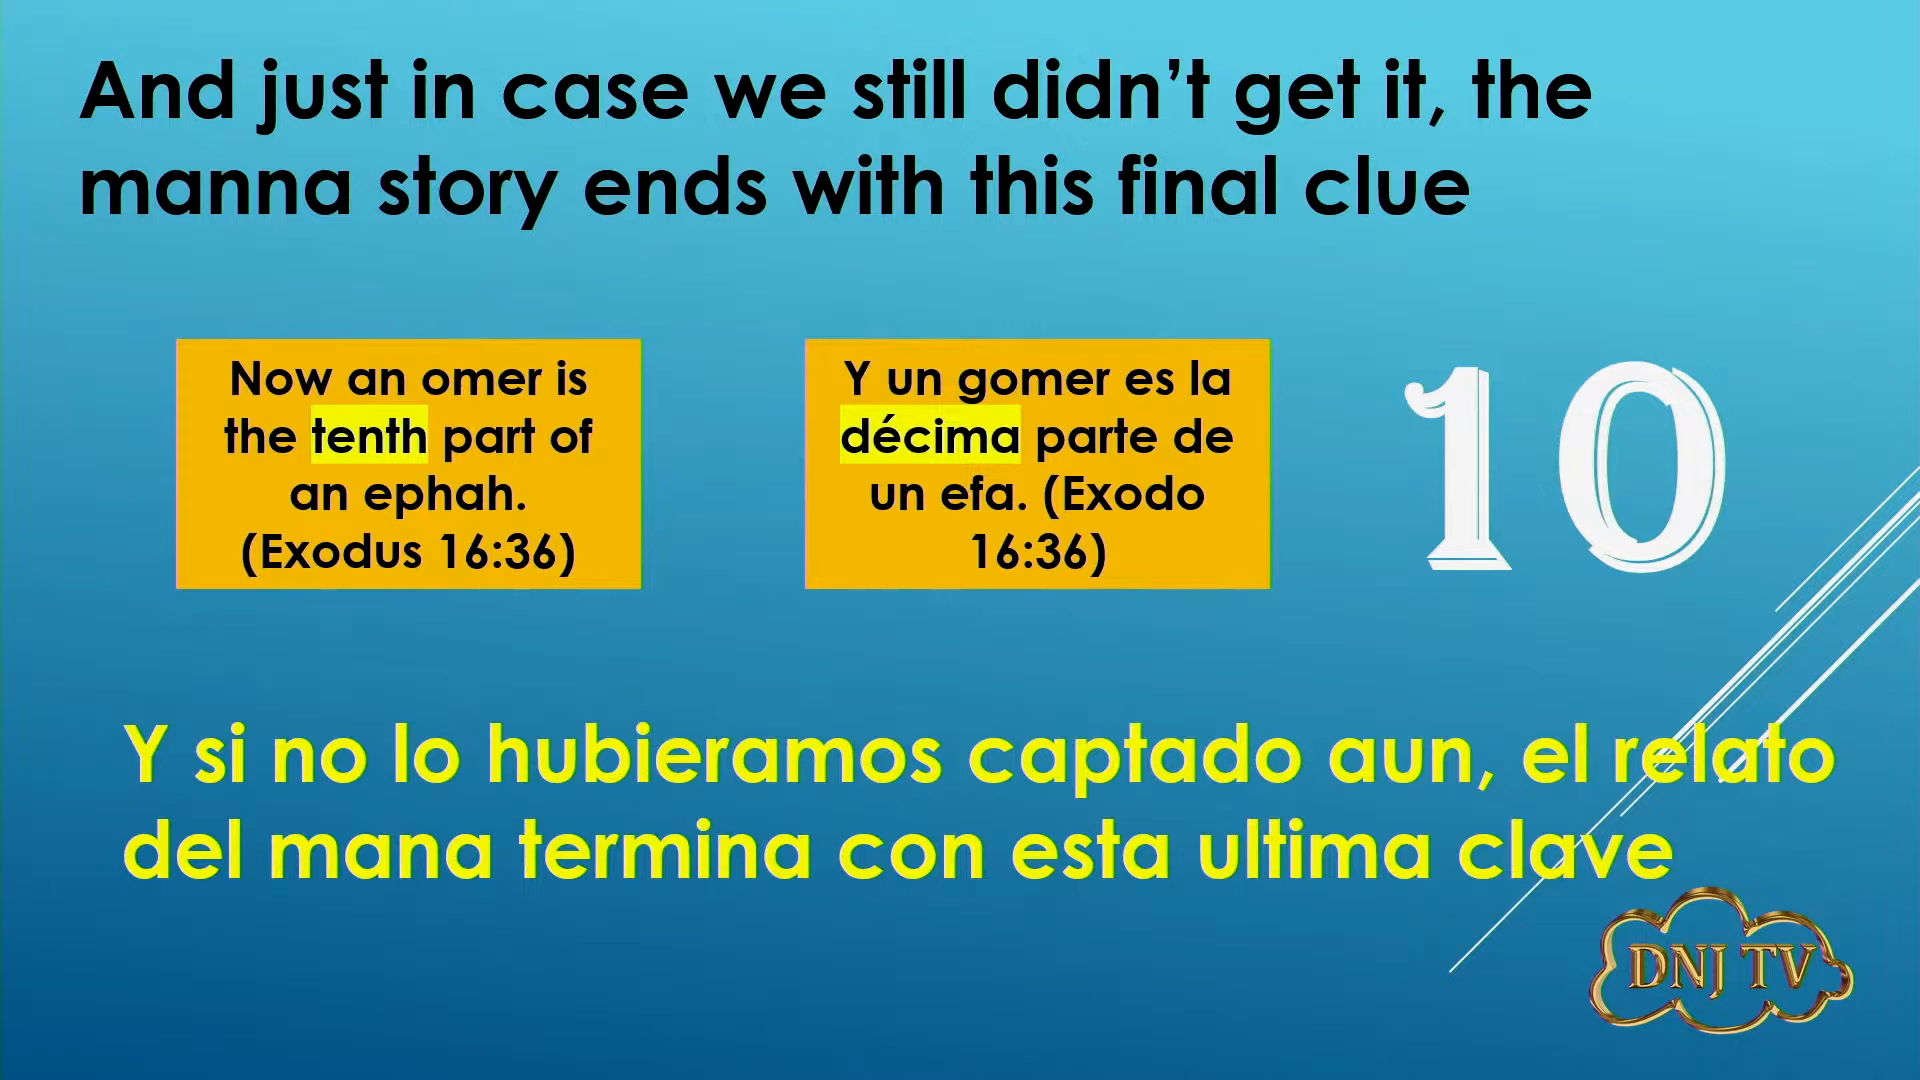 And just in case we still didn’t get it, the
manna story ends with this final clue
Now an omer is
the tenth part of
an ephah.
(Exodus 16:36)
Y un gomer es la
décima parte de
un efa. (Exodo
16:36)
10
Y si no lo hubieramos captado aun, el relato
del mana termina con esta ultima clave
DNJ TV